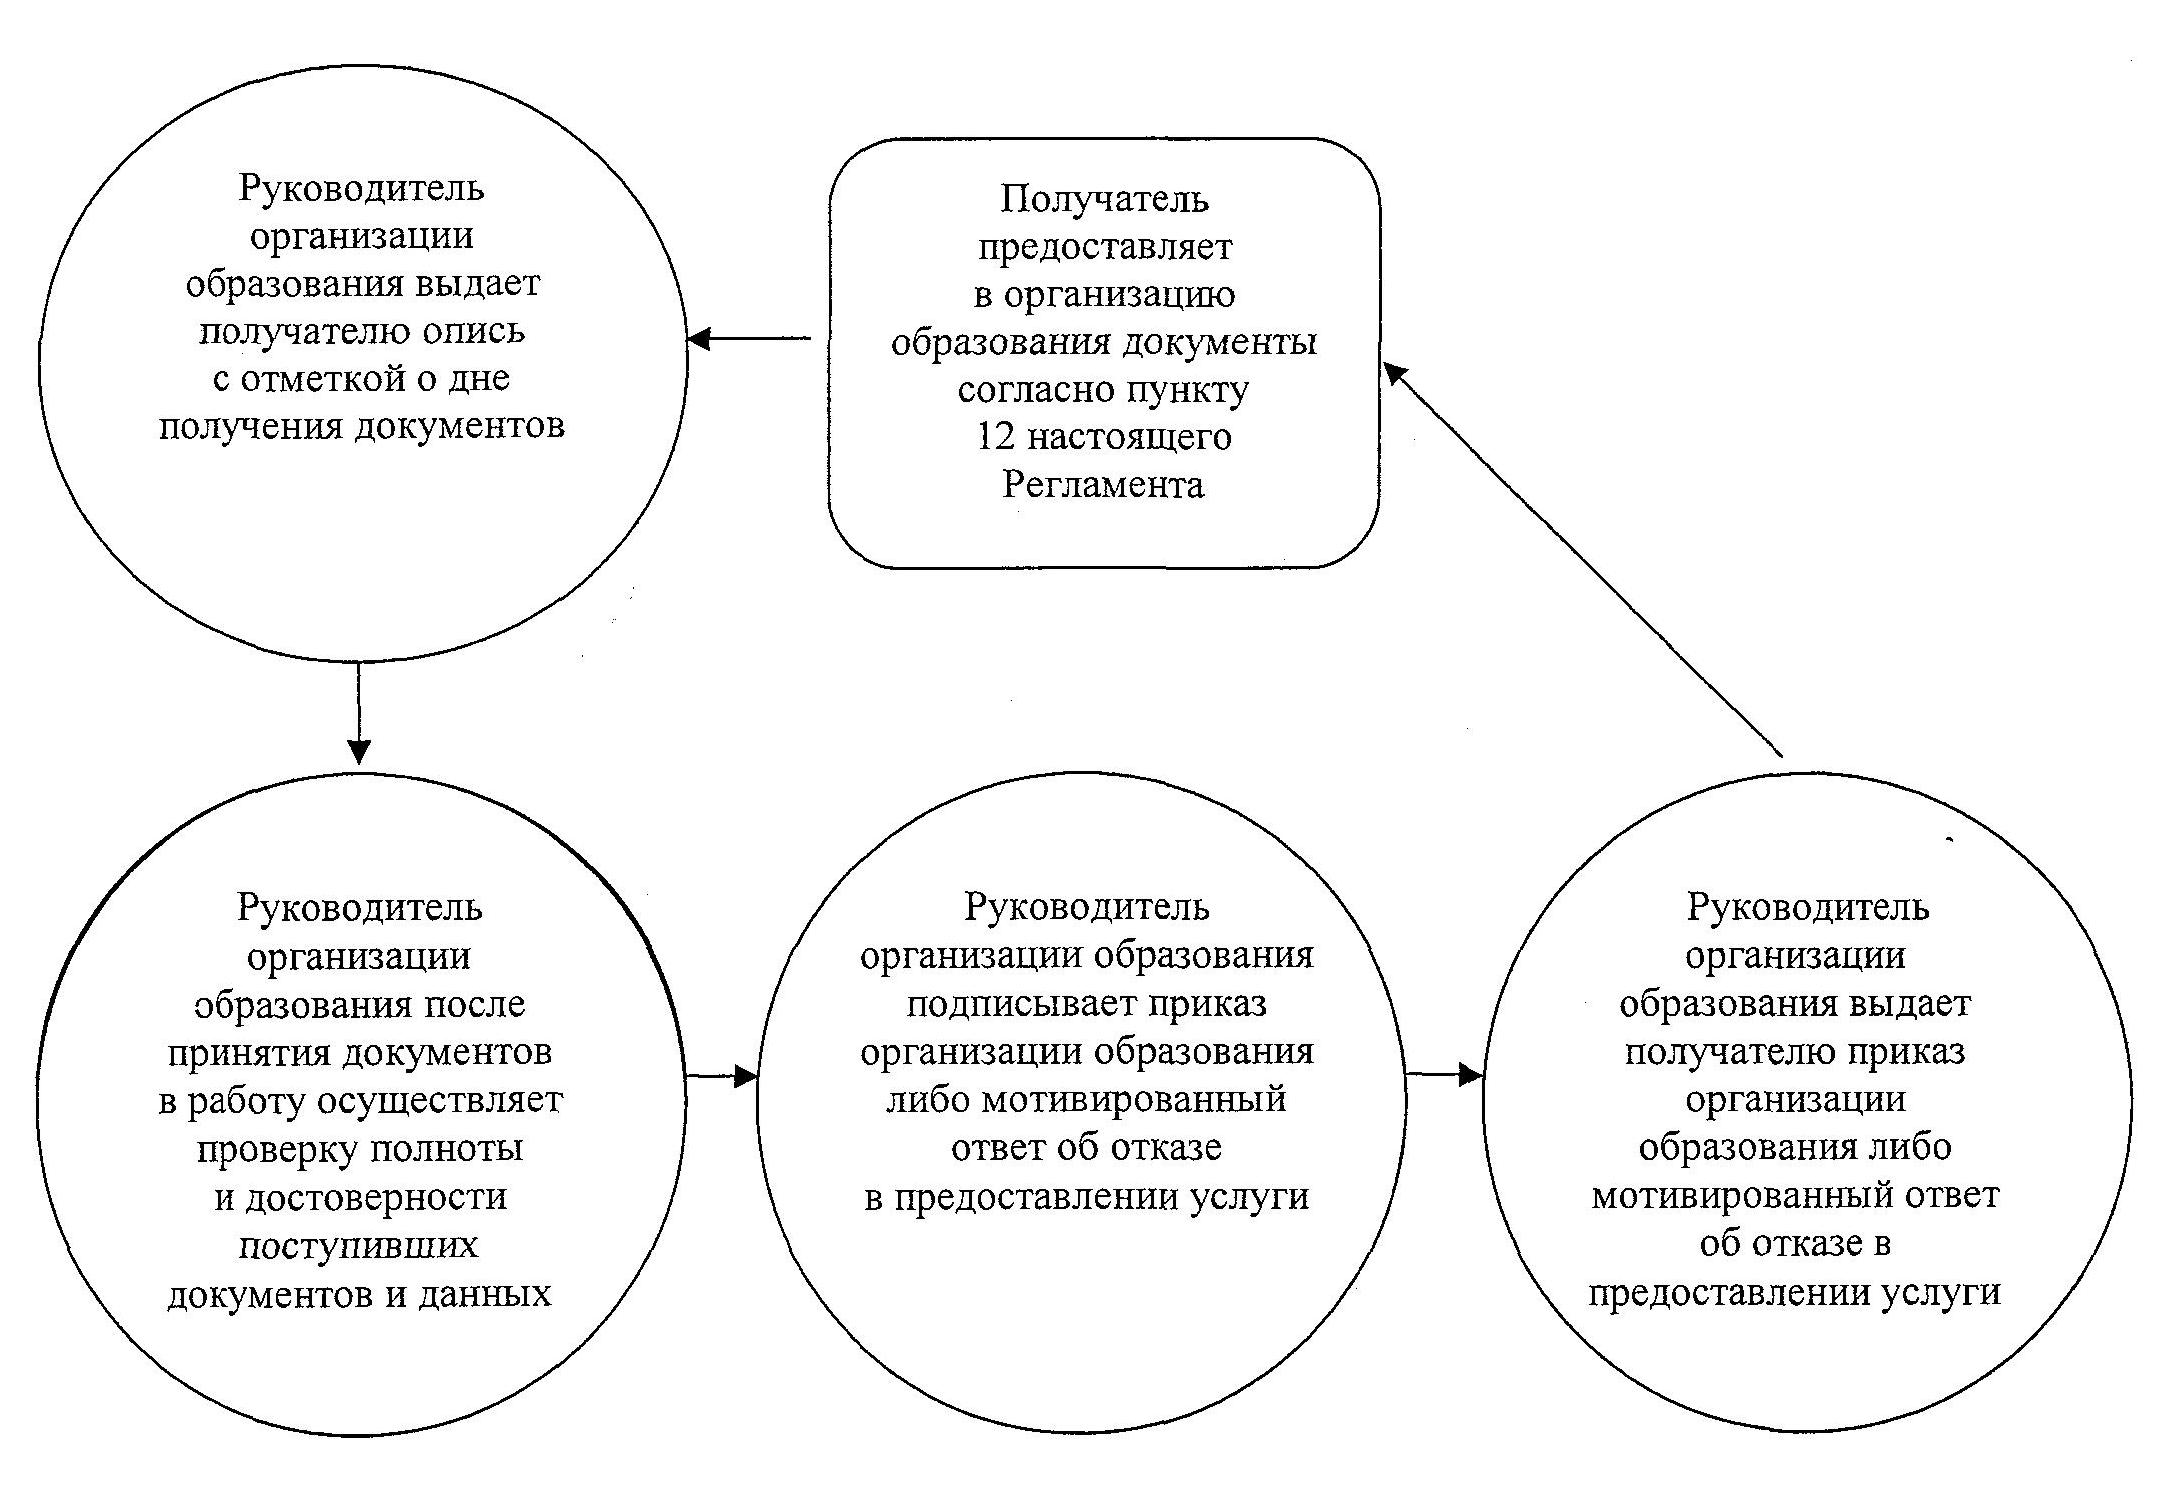 Руководитель
организации
образования выдает
получателю опись
с отметкой о дне
получения документов
Получатель
предоставляет
в организацию
образования документы
согласно пункту
12 настоящего
Регламента
Руководитель
организации
образования после
принятия документов
в работу осуществляет
проверку полноты
и достоверности
поступивших
документов и данных
Руководитель
организации образования
подписывает приказ
организации образования
либо мотивированный
ответ об отказе
в предоставлении услуги
Руководитель
организации
образования выдает
получателю приказ
организации
образования либо
мотивированный ответ
об отказе в
предоставлении услуги